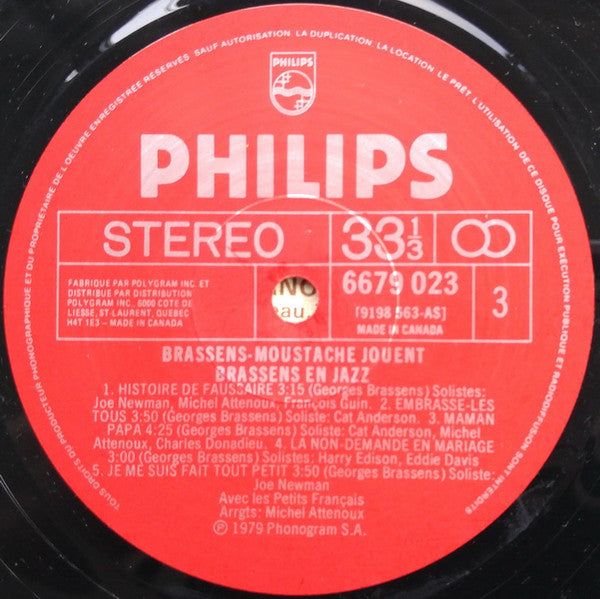 TOUS DROITS DU PRODUCTEUR PHONOGRAPHIQUE ET DU PROPRIETAIRE DE L'OEUVRE ENREGISTRÉE RÉSERVÉS. SAUF AUTORISATION, LA DUPLICATION, LA LOCATION, LE PRÊT, L'UTILISATION DE CE DISQUE POUR EXÉCUTION PUBLIQUE ET RADIODIFFUSION SONT INTERDITS
PHILIPS
PHILIPS
STEREO
33 1/3
FABRIQUE PAR POLYGRAM INC. ET
DISTRIBUE PAR DISTRIBUTION
POLYGRAM INC., 6000 COTE DE
LIESSE, ST-LAURENT, QUEBEC
H4T 1E3 – MADE IN CANADA
6679 023
[9198 563-AS]
MADE IN CANADA
3
BRASSENS-MOUSTACHE JOUENT
BRASSENS EN JAZZ
1. HISTOIRE DE FAUSSAIRE 3:15 (Georges Brassens) Solistes:
Joe Newman, Michel Attenoux, François Guin. 2. EMBRASSE-LES
TOUS 3:50 (Georges Brassens) Soliste: Cat Anderson. 3. MAMAN
PAPA 4:25 (Georges Brassens) Solistes: Cat Anderson, Michel
Attenoux, Charles Donadieu. 4. LA NON-DEMANDE EN MARIAGE
3:00 (Georges Brassens) Solistes: Harry Edison, Eddie Davis
5. JE ME SUIS FAIT TOUT PETIT 3:50 (Georges Brassens) Soliste:
Joe Newman
Avec les Petits Français
Arrgts: Michel Attenoux
℗ 1979 Phonogram S.A.